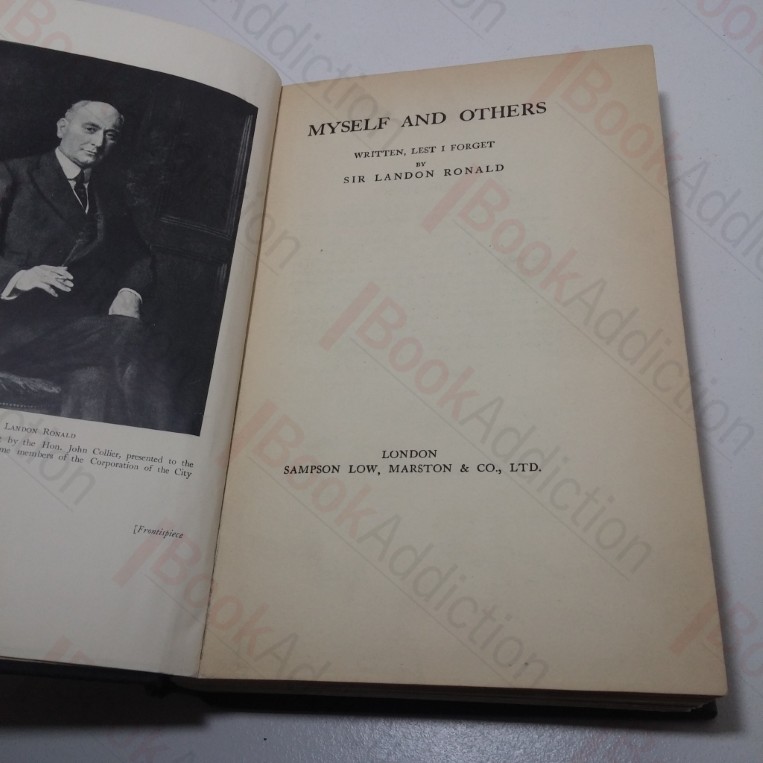 LANDON RONALD
by the Hon. John Collier, presented to the
members of the Corporation of the City
[Frontispiece
MYSELF AND OTHERS
WRITTEN, LEST I FORGET
BY
SIR LANDON RONALD
LONDON
SAMPSON LOW, MARSTON & CO., LTD.
BookAddiction